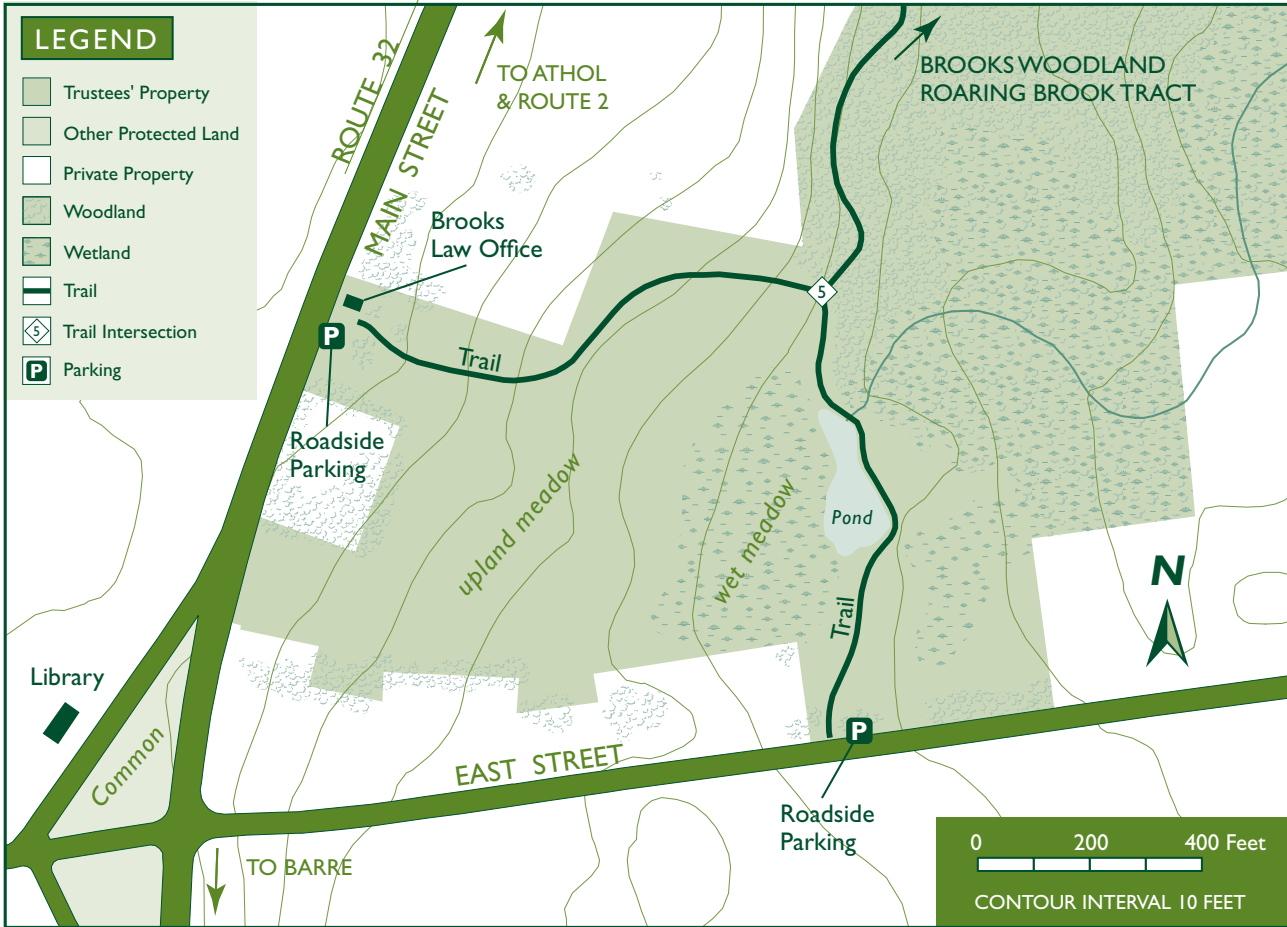 LEGEND
Trustees' Property
Other Protected Land
Private Property
Woodland
Wetland
Trail
5
Trail Intersection
P
Parking
ROUTE 32
MAIN STREET
TO ATHOL
& ROUTE 2
BROOKS WOODLAND
ROARING BROOK TRACT
Brooks
Law Office
P
Trail
5
Roadside
Parking
upland meadow
wet meadow
Pond
Trail
N
Library
Common
EAST STREET
P
Roadside
Parking
TO BARRE
0 200 400 Feet
CONTOUR INTERVAL 10 FEET